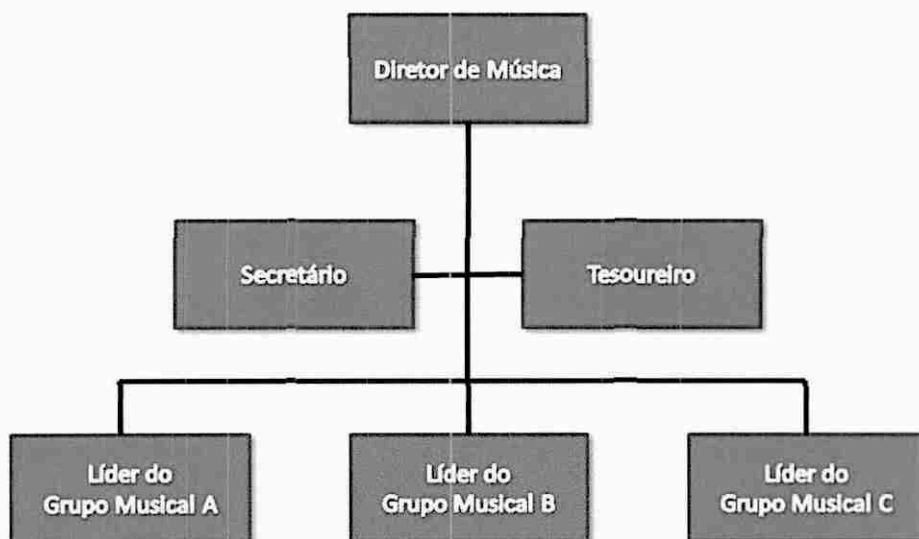 Diretor de Música
Secretário
Tesoureiro
Líder do
Grupo Musical A
Líder do
Grupo Musical B
Líder do
Grupo Musical C